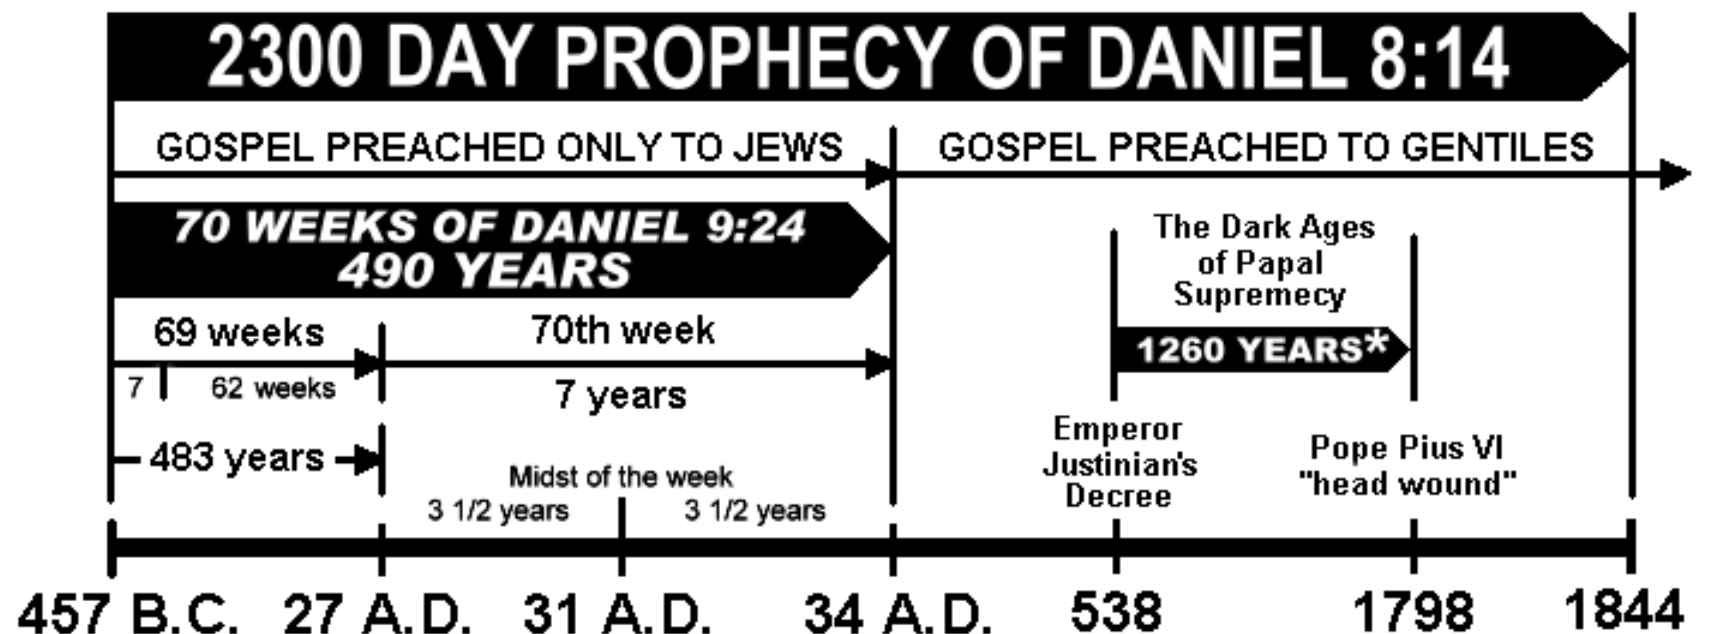 2300 DAY PROPHECY OF DANIEL 8:14
GOSPEL PREACHED ONLY TO JEWS
GOSPEL PREACHED TO GENTILES
70 WEEKS OF DANIEL 9:24
490 YEARS
The Dark Ages
of Papal
Supremecy
1260 YEARS*
69 weeks
70th week
7
62 weeks
7 years
483 years
Midst of the week
3 1/2 years
3 1/2 years
Emperor
Justinian's
Decree
Pope Pius VI
"head wound"
457 B.C.
27 A.D.
31 A.D.
34 A.D.
538
1798
1844